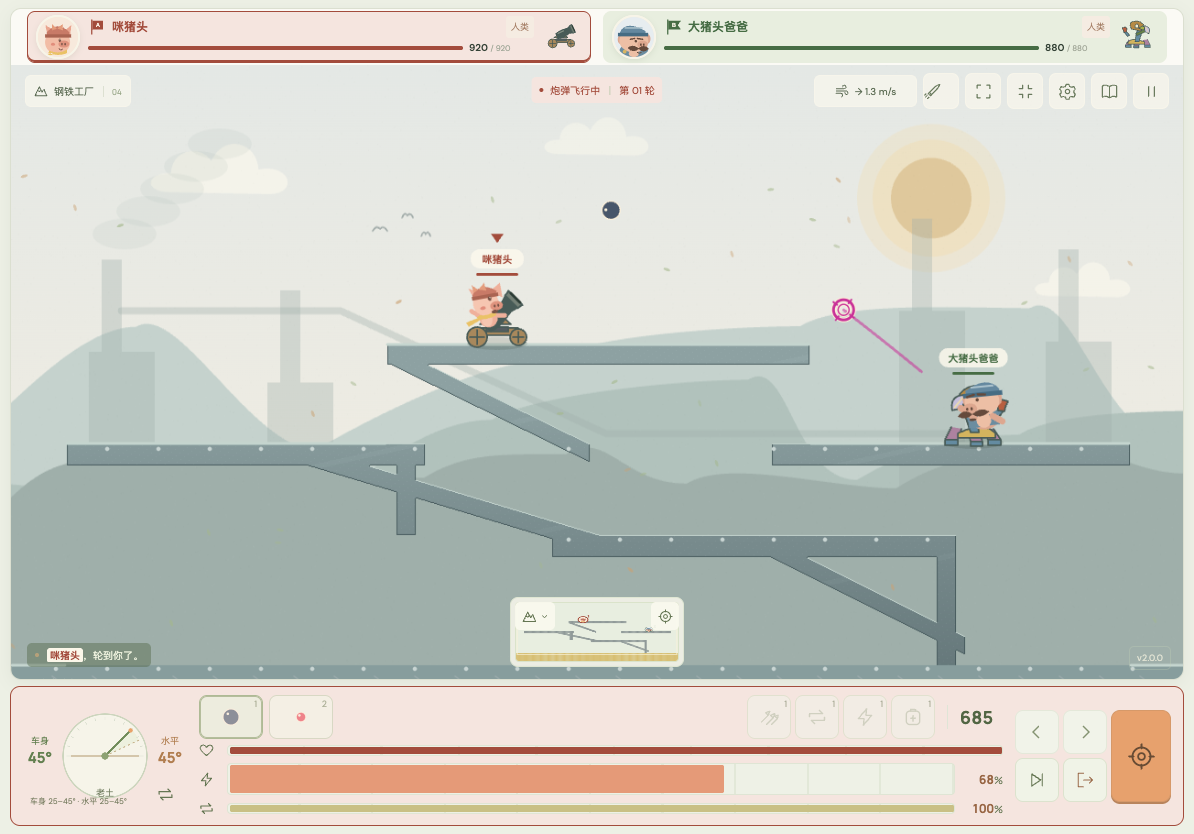 咪猪头
人类
920 / 920
大猪头爸爸
人类
880 / 880
钢铁工厂 04
炮弹飞行中 第 01 轮
→ 1.3 m/s
咪猪头
大猪头爸爸
咪猪头，轮到你了。
v2.0.0
车身
45°
水平
45°
老土
车身 25–45° · 水平 25–45°
1
2
1
1
1
1
685
68%
100%